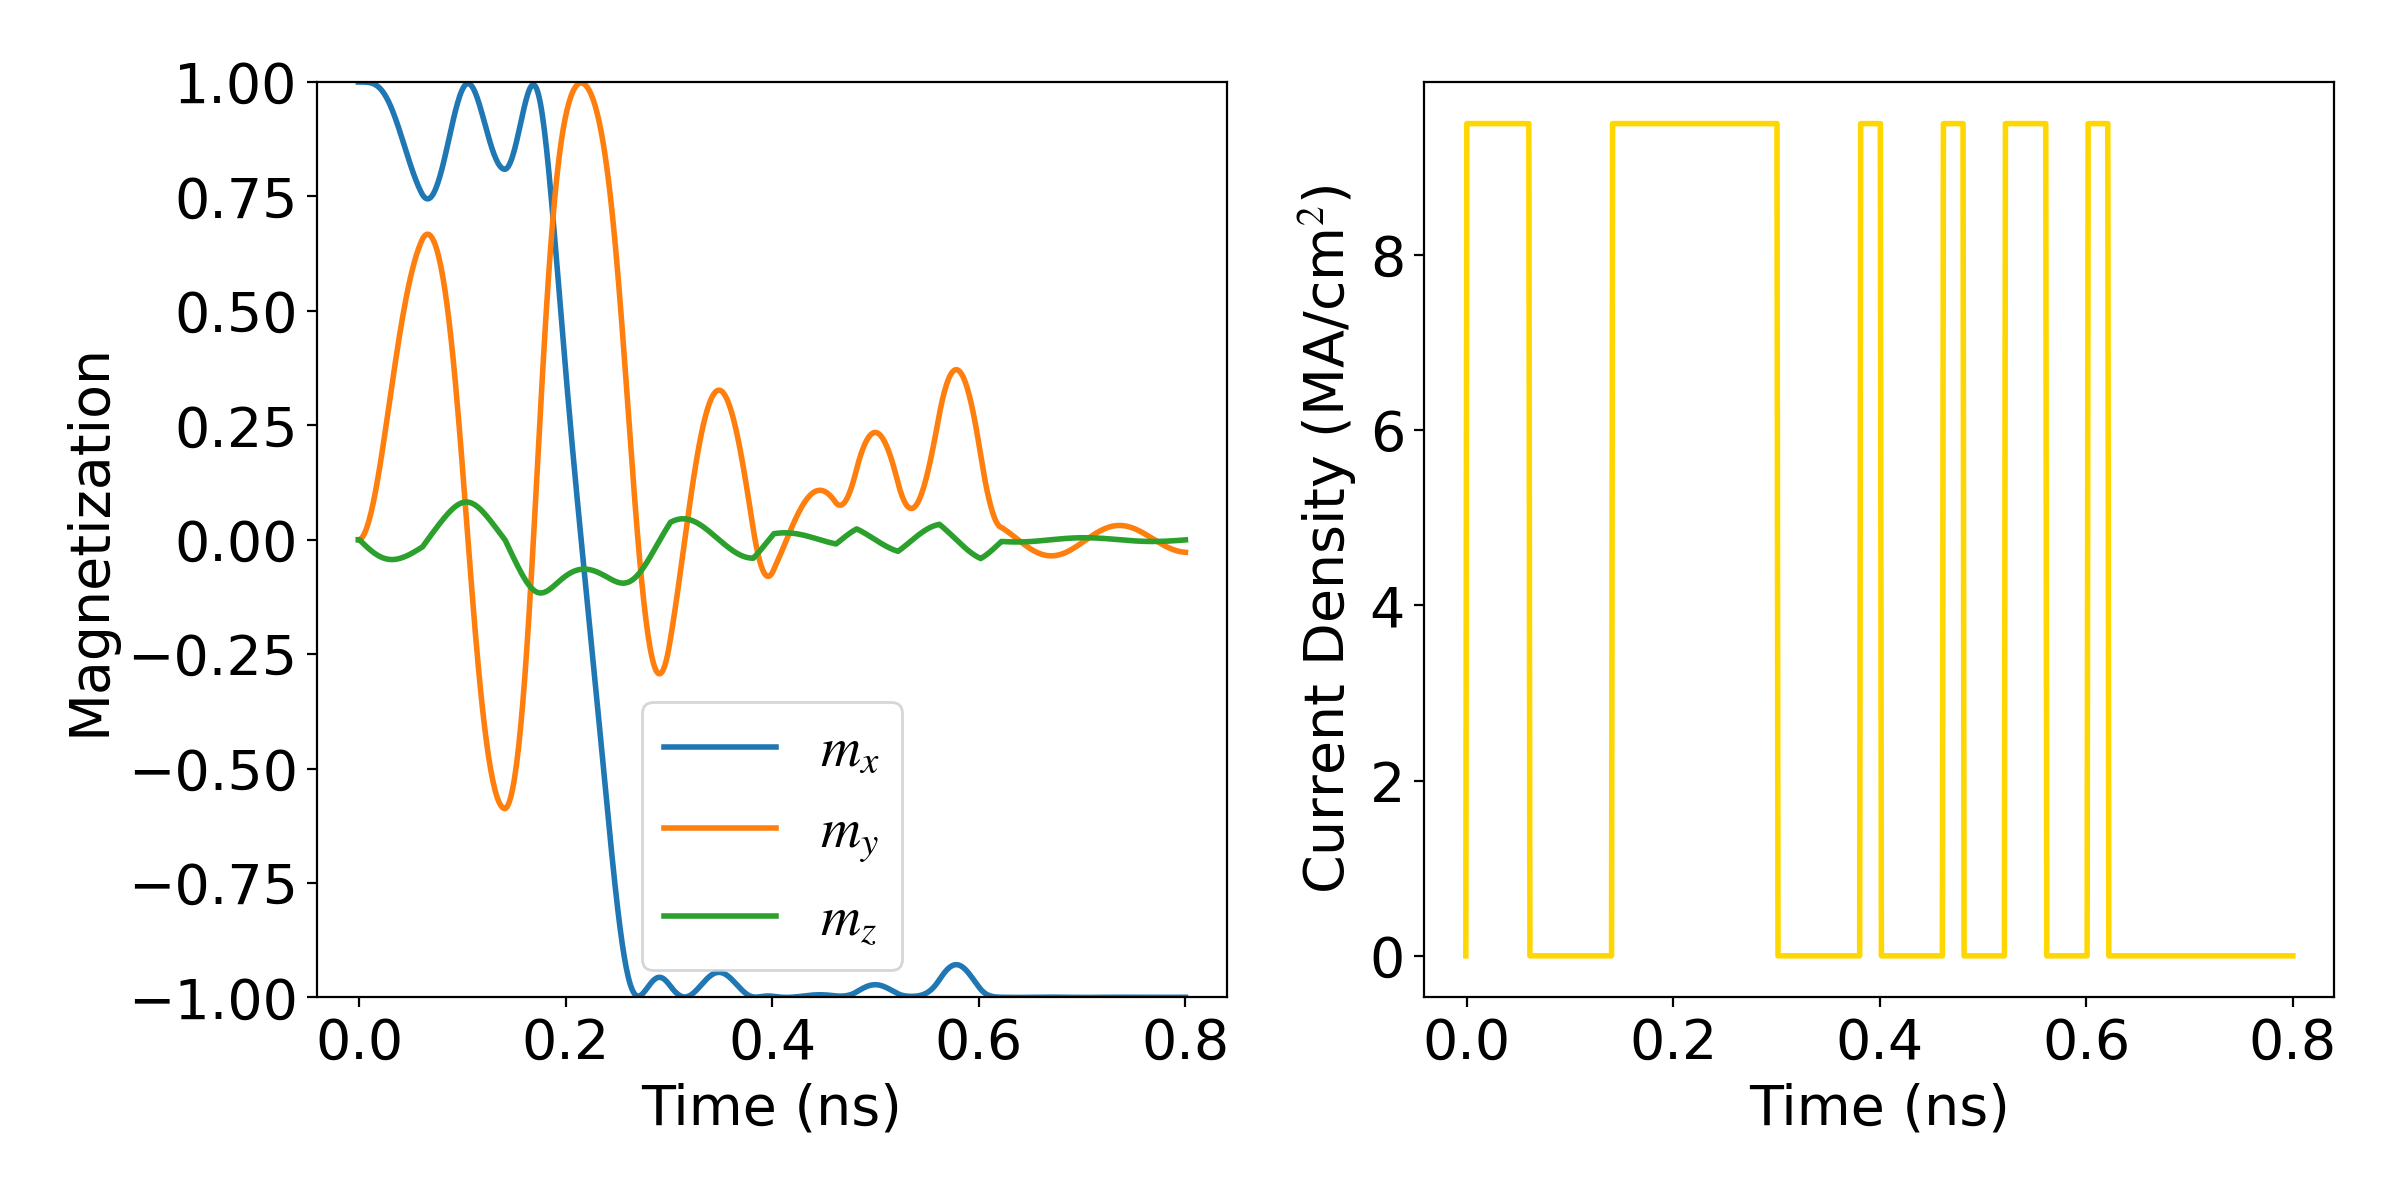 1.00
0.75
0.50
0.25
0.00
−0.25
−0.50
−0.75
−1.00
Magnetization
0.0 0.2 0.4 0.6 0.8
Time (ns)
m_x
m_y
m_z
8
6
4
2
0
Current Density (MA/cm²)
0.0 0.2 0.4 0.6 0.8
Time (ns)